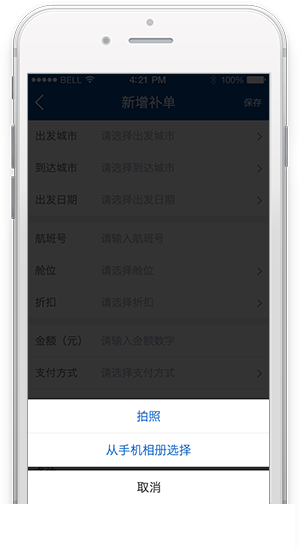 BELL 4:21 PM 100%
新增补单 保存
出发城市 请选择出发城市
到达城市 请选择到达城市
出发日期 请选择出发日期
航班号 请输入航班号
舱位 请选择舱位
折扣 请选择折扣
金额（元） 请输入金额数字
支付方式 请选择支付方式
拍照
从手机相册选择
取消